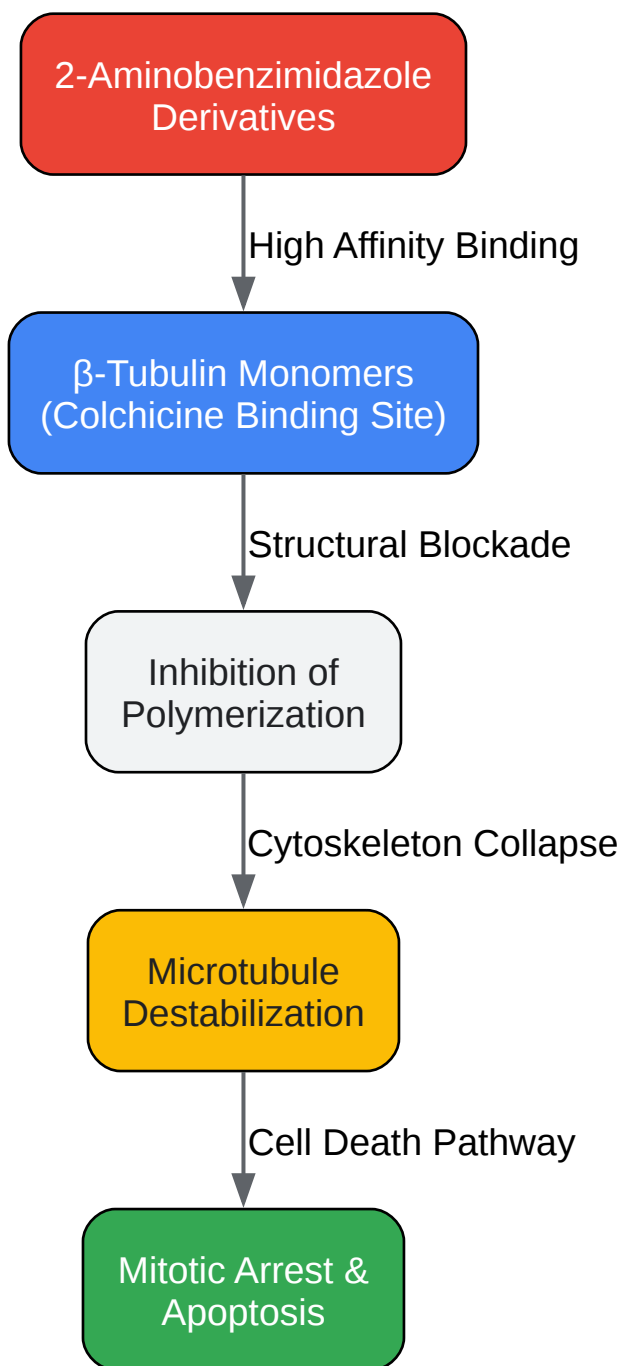 2-Aminobenzimidazole
Derivatives
High Affinity Binding
β-Tubulin Monomers
(Colchicine Binding Site)
Structural Blockade
Inhibition of
Polymerization
Cytoskeleton Collapse
Microtubule
Destabilization
Cell Death Pathway
Mitotic Arrest &
Apoptosis